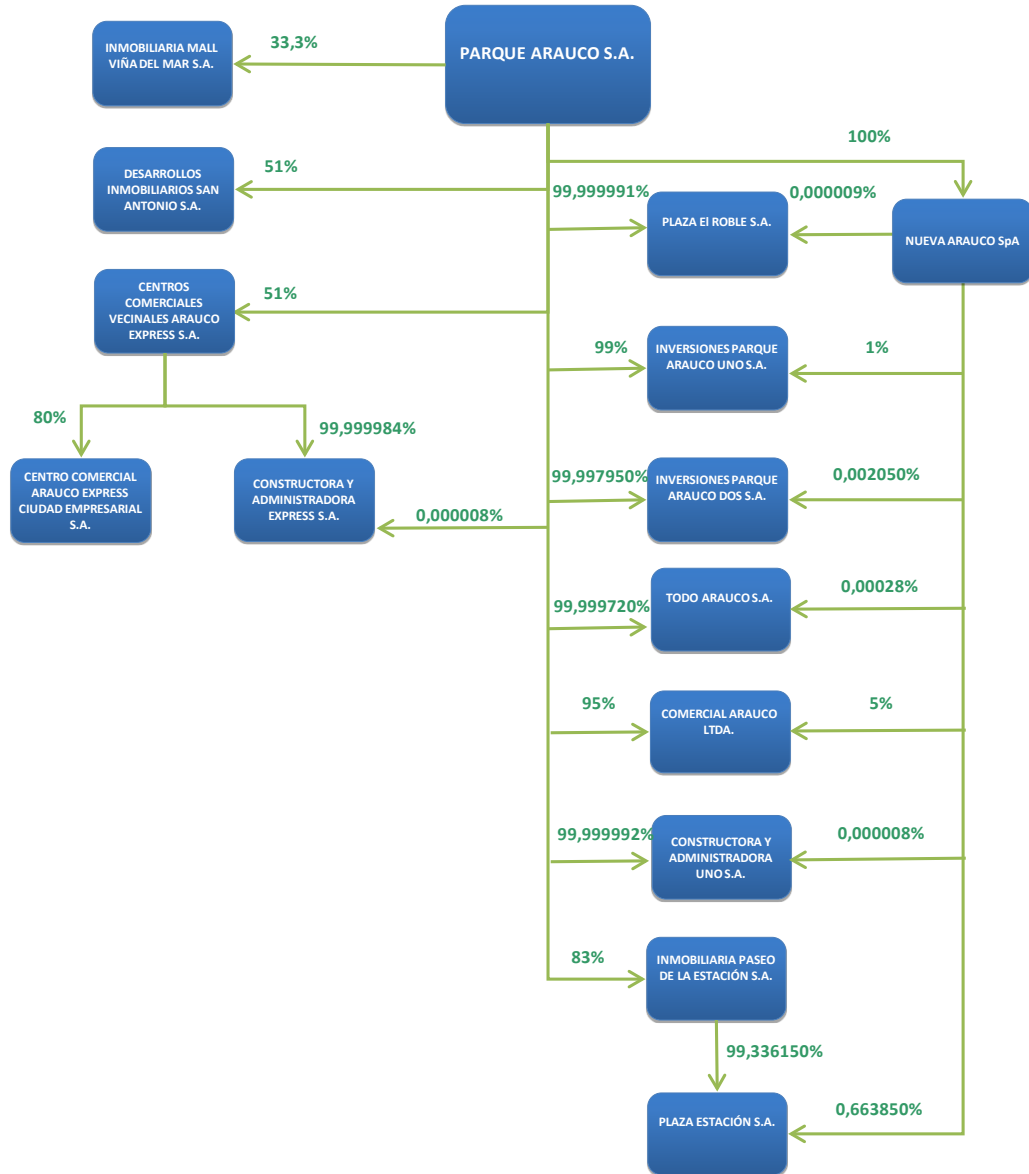 INMOBILIARIA MALL
VIÑA DEL MAR S.A.
33,3%
PARQUE ARAUCO S.A.
100%
DESARROLLOS
INMOBILIARIOS SAN
ANTONIO S.A.
51%
99,999991%
0,000009%
PLAZA El ROBLE S.A.
NUEVA ARAUCO SpA
CENTROS
COMERCIALES
VECINALES ARAUCO
EXPRESS S.A.
51%
99%
INVERSIONES PARQUE
ARAUCO UNO S.A.
1%
80%
99,999984%
CENTRO COMERCIAL
ARAUCO EXPRESS
CIUDAD EMPRESARIAL
S.A.
CONSTRUCTORA Y
ADMINISTRADORA
EXPRESS S.A.
0,000008%
99,997950%
INVERSIONES PARQUE
ARAUCO DOS S.A.
0,002050%
99,999720%
TODO ARAUCO S.A.
0,00028%
95%
COMERCIAL ARAUCO
LTDA.
5%
99,999992%
CONSTRUCTORA Y
ADMINISTRADORA
UNO S.A.
0,000008%
83%
INMOBILIARIA PASEO
DE LA ESTACIÓN S.A.
99,336150%
PLAZA ESTACIÓN S.A.
0,663850%